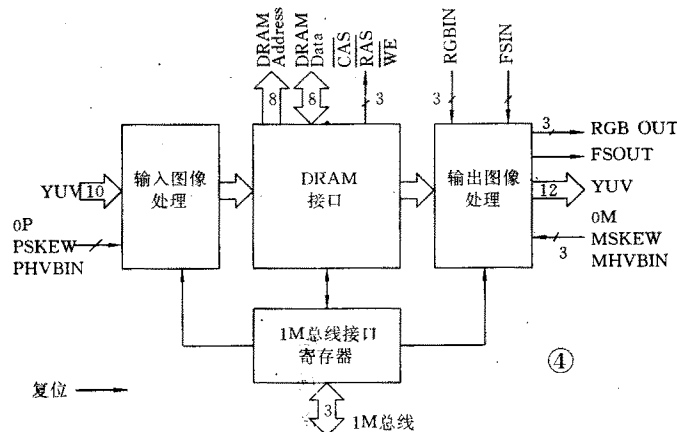 DRAM
Address
DRAM
Data
CAS
RAS
WE
RGBIN
FSIN
8
8
3
3
输入图像
处理
DRAM
接口
输出图像
处理
3
RGB OUT
FSOUT
YUV
10
12
YUV
0P
PSKEW
PHVBIN
0M
MSKEW
3
MHVBIN
1M总线接口
寄存器
④
复位
3
1M总线